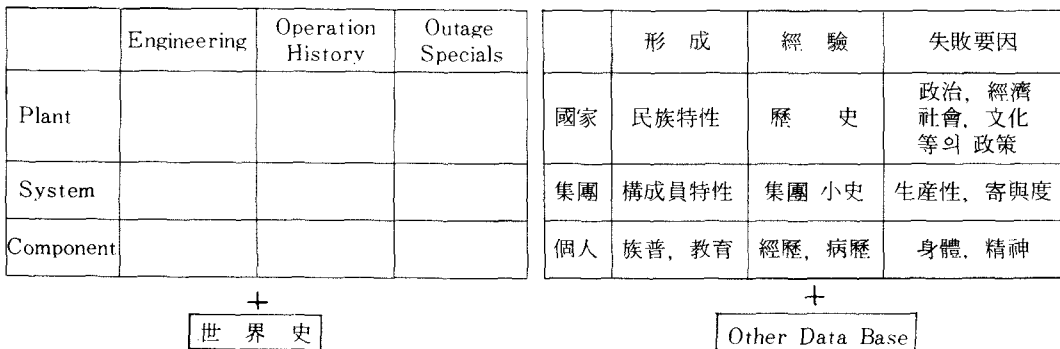 Engineering Operation History Outage Specials
Plant
System
Component
+
世 界 史
形 成 經 驗 失敗要因
國家 民族特性 歷 史 政治, 經濟
社會, 文化
等의 政策
集團 構成員特性 集團 小史 生産性, 寄與度
個人 族普, 敎育 經歷, 病歷 身體, 精神
+
Other Data Base